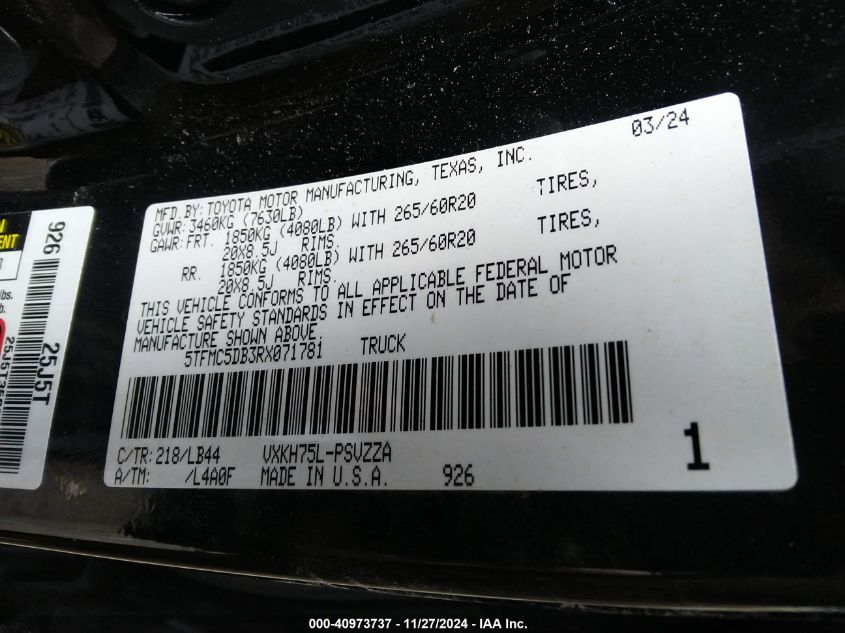 03/24
MFD.BY: TOYOTA MOTOR MANUFACTURING, TEXAS, INC.
GVWR: 3460KG (7630LB)
GAWR: FRT. 1850KG (4080LB) WITH 265/60R20 TIRES,
20X8.5J RIMS.
RR. 1850KG (4080LB) WITH 265/60R20 TIRES,
20X8.5J RIMS.
THIS VEHICLE CONFORMS TO ALL APPLICABLE FEDERAL MOTOR
VEHICLE SAFETY STANDARDS IN EFFECT ON THE DATE OF
MANUFACTURE SHOWN ABOVE.
5TFMC5DB3RX071781 TRUCK
C/TR: 218/LB44 VXKH75L-PSVZZA
A/TM: /L4A0F MADE IN U.S.A. 926
1
926
25J5T
lbs.
000-40973737 - 11/27/2024 - IAA Inc.